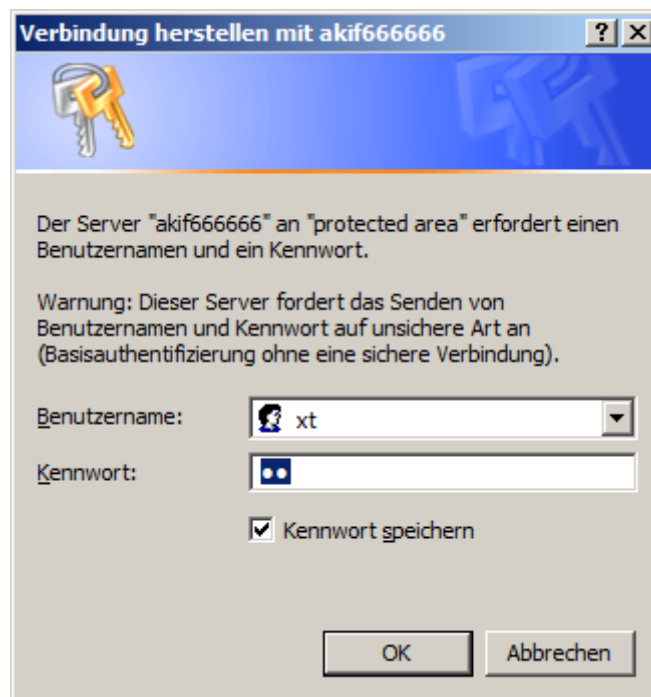 Verbindung herstellen mit akif666666
Der Server "akif666666" an "protected area" erfordert einen
Benutzernamen und ein Kennwort.
Warnung: Dieser Server fordert das Senden von
Benutzernamen und Kennwort auf unsichere Art an
(Basisauthentifizierung ohne eine sichere Verbindung).
Benutzername: xt
Kennwort: ●●
Kennwort speichern
OK Abbrechen